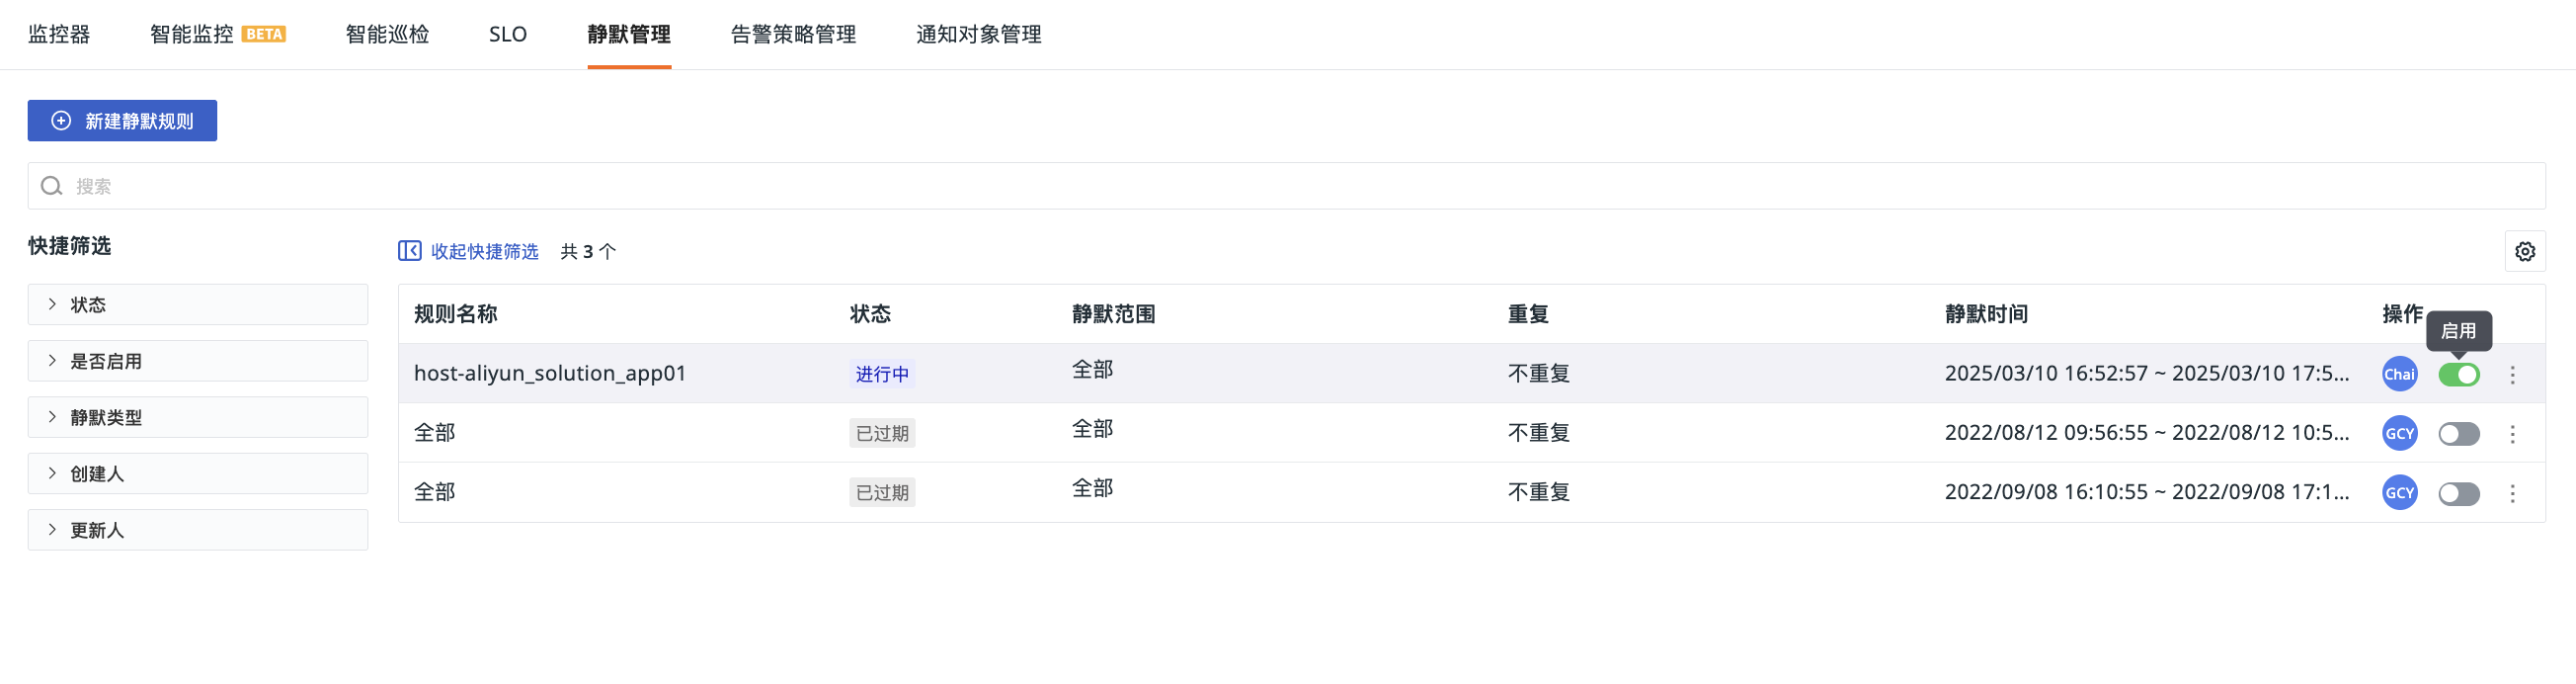 监控器 智能监控 BETA 智能巡检 SLO 静默管理 告警策略管理 通知对象管理
新建静默规则
搜索
快捷筛选
状态
是否启用
静默类型
创建人
更新人
收起快捷筛选 共 3 个
规则名称 状态 静默范围 重复 静默时间 操作
启用
host-aliyun_solution_app01 进行中 全部 不重复 2025/03/10 16:52:57 ~ 2025/03/10 17:5... Chai
全部 已过期 全部 不重复 2022/08/12 09:56:55 ~ 2022/08/12 10:5... GCY
全部 已过期 全部 不重复 2022/09/08 16:10:55 ~ 2022/09/08 17:1... GCY